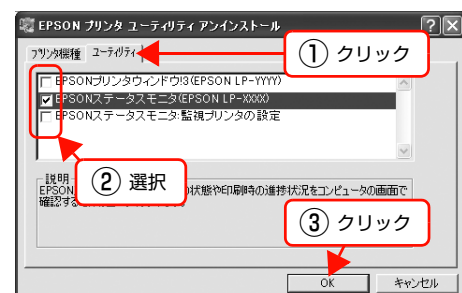 EPSON プリンタ ユーティリティ アンインストール
プリンタ機種 ユーティリティ
① クリック
EPSONプリンタウィンドウ!3(EPSON LP-YYYY)
EPSONステータスモニタ(EPSON LP-XXXX)
EPSONステータスモニタ:監視プリンタの設定
② 選択
説明
EPSON
の状態や印刷時の進捗状況をコンピュータの画面で
確認する
③ クリック
OK キャンセル